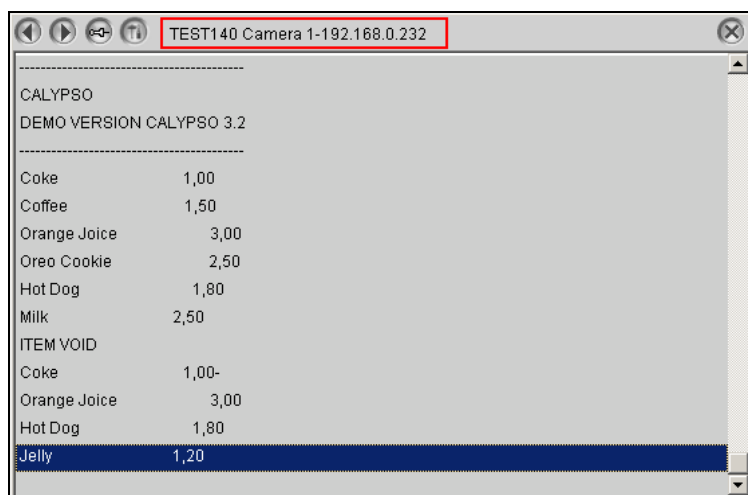 TEST140 Camera 1-192.168.0.232
------------------------------------------
CALYPSO
DEMO VERSION CALYPSO 3.2
------------------------------------------
Coke 1,00
Coffee 1,50
Orange Joice 3,00
Oreo Cookie 2,50
Hot Dog 1,80
Milk 2,50
ITEM VOID
Coke 1,00-
Orange Joice 3,00
Hot Dog 1,80
Jelly 1,20